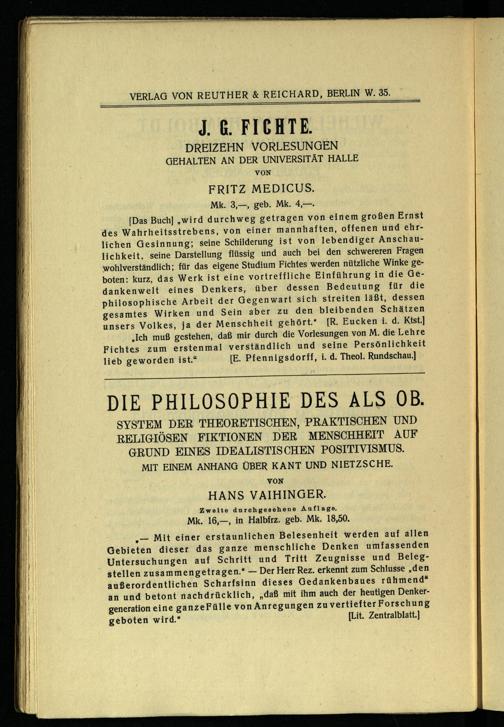 VERLAG VON REUTHER & REICHARD, BERLIN W. 35.
J. G. FICHTE.
DREIZEHN VORLESUNGEN
GEHALTEN AN DER UNIVERSITÄT HALLE
VON
FRITZ MEDICUS.
Mk. 3,—, geb. Mk. 4,—.
[Das Buch] „wird durchweg getragen von einem großen Ernst
des Wahrheitsstrebens, von einer mannhaften, offenen und ehr-
lichen Gesinnung; seine Schilderung ist von lebendiger Anschau-
lichkeit, seine Darstellung flüssig und auch bei den schwereren Fragen
wohlverständlich; für das eigene Studium Fichtes werden nützliche Winke ge-
boten: kurz, das Werk ist eine vortreffliche Einführung in die Ge-
dankenwelt eines Denkers, über dessen Bedeutung für die
philosophische Arbeit der Gegenwart sich streiten läßt, dessen
gesamtes Wirken und Sein aber zu den bleibenden Schätzen
unsers Volkes, ja der Menschheit gehört.“ [R. Eucken i. d. Ktst.]
„Ich muß gestehen, daß mir durch die Vorlesungen von M. die Lehre
Fichtes zum erstenmal verständlich und seine Persönlichkeit
lieb geworden ist.“ [E. Pfennigsdorff, i. d. Theol. Rundschau.]
DIE PHILOSOPHIE DES ALS OB.
SYSTEM DER THEORETISCHEN, PRAKTISCHEN UND
RELIGIÖSEN FIKTIONEN DER MENSCHHEIT AUF
GRUND EINES IDEALISTISCHEN POSITIVISMUS.
MIT EINEM ANHANG ÜBER KANT UND NIETZSCHE.
VON
HANS VAIHINGER.
Zweite durchgesehene Auflage.
Mk. 16,—, in Halbfrz. geb. Mk. 18,50.
„— Mit einer erstaunlichen Belesenheit werden auf allen
Gebieten dieser das ganze menschliche Denken umfassenden
Untersuchungen auf Schritt und Tritt Zeugnisse und Beleg-
stellen zusammengetragen.“ — Der Herr Rez. erkennt zum Schlusse „den
außerordentlichen Scharfsinn dieses Gedankenbaues rühmend“
an und betont nachdrücklich, „daß mit ihm auch der heutigen Denker-
generation eine ganze Fülle von Anregungen zu vertiefter Forschung
geboten wird.“ [Lit. Zentralblatt.]